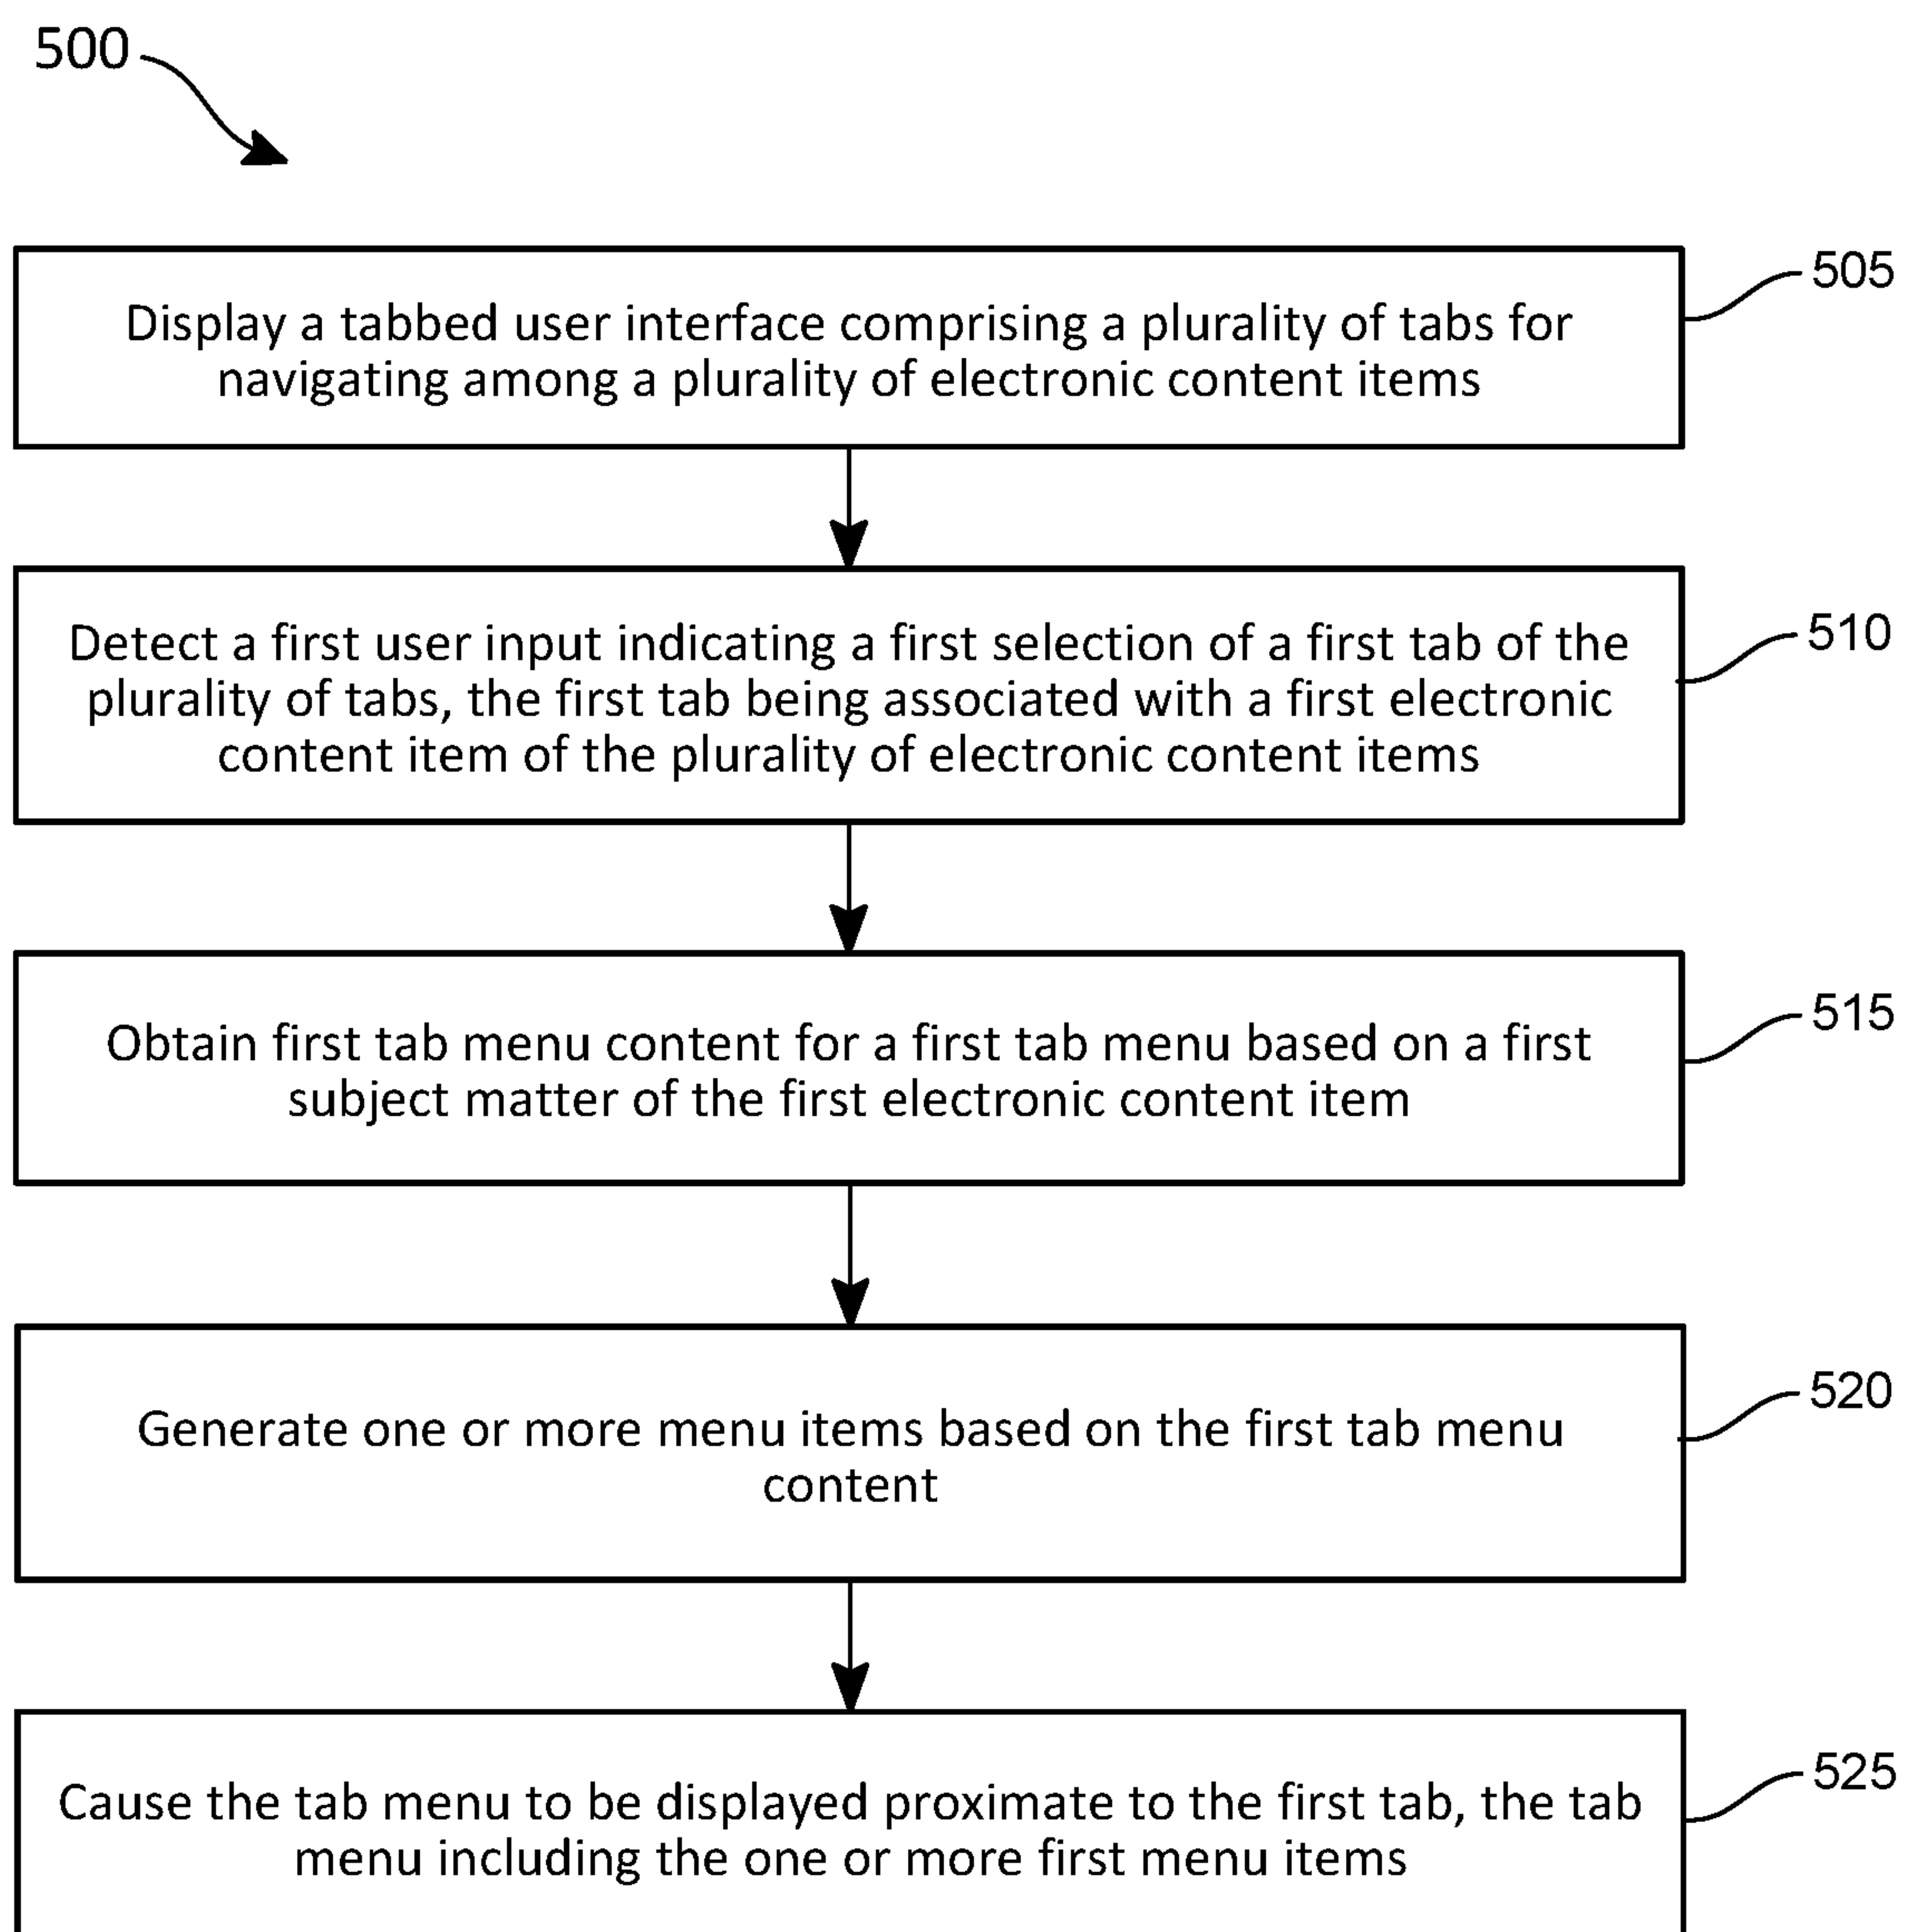 500
505
Display a tabbed user interface comprising a plurality of tabs for
navigating among a plurality of electronic content items
510
Detect a first user input indicating a first selection of a first tab of the
plurality of tabs, the first tab being associated with a first electronic
content item of the plurality of electronic content items
515
Obtain first tab menu content for a first tab menu based on a first
subject matter of the first electronic content item
520
Generate one or more menu items based on the first tab menu
content
525
Cause the tab menu to be displayed proximate to the first tab, the tab
menu including the one or more first menu items